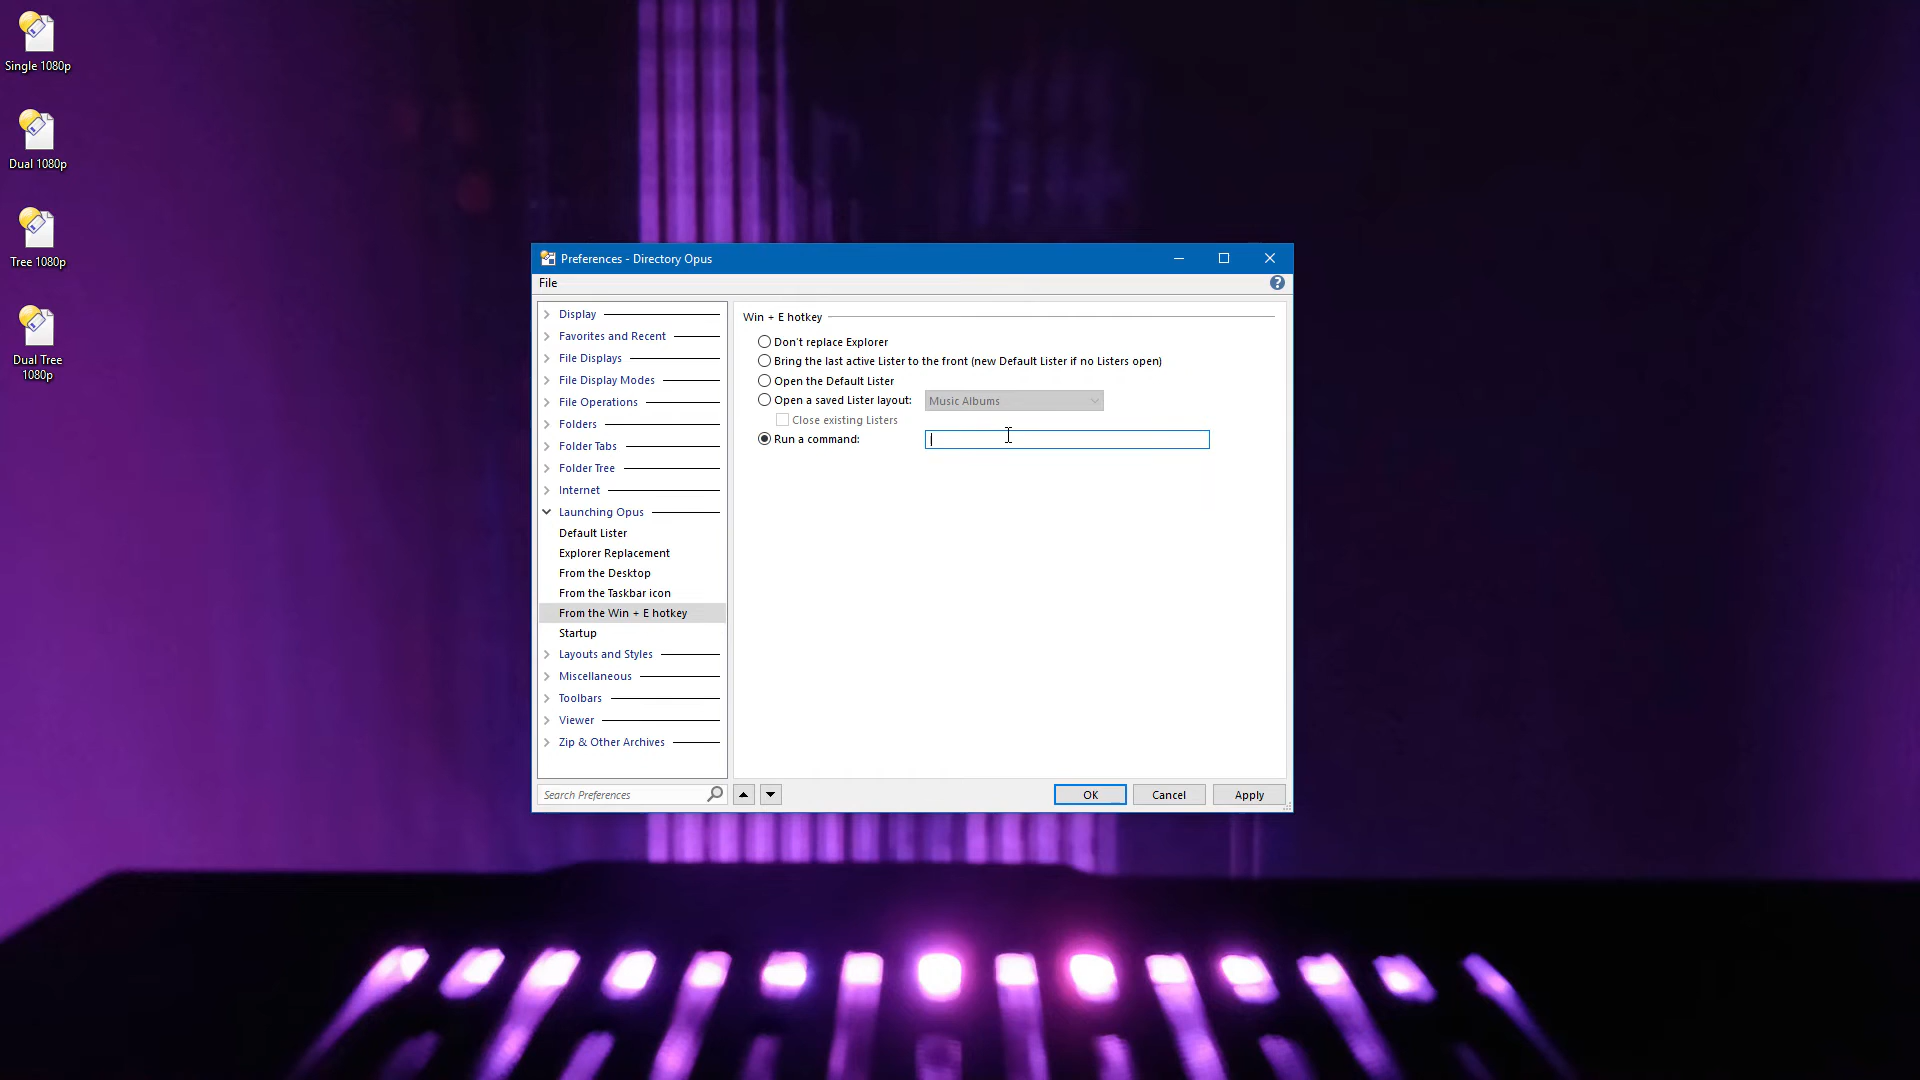 Single 1080p
Dual 1080p
Tree 1080p
Dual Tree
1080p
Preferences - Directory Opus
File
Display
Favorites and Recent
File Displays
File Display Modes
File Operations
Folders
Folder Tabs
Folder Tree
Internet
Launching Opus
Default Lister
Explorer Replacement
From the Desktop
From the Taskbar icon
From the Win + E hotkey
Startup
Layouts and Styles
Miscellaneous
Toolbars
Viewer
Zip & Other Archives
Search Preferences
Win + E hotkey
Don't replace Explorer
Bring the last active Lister to the front (new Default Lister if no Listers open)
Open the Default Lister
Open a saved Lister layout: Music Albums
Close existing Listers
Run a command:
OK Cancel Apply